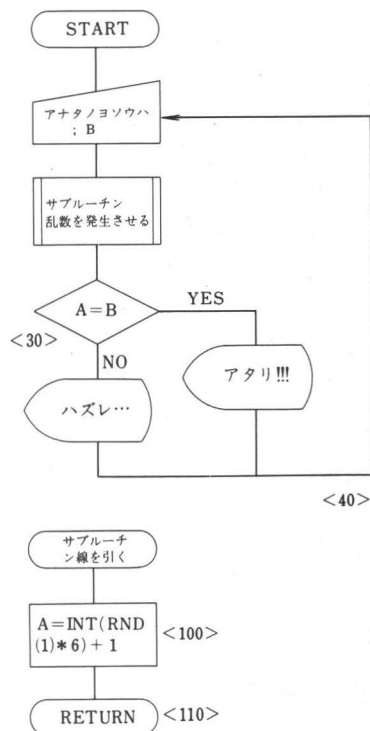 START
アナタノヨソウハ
; B
サブルーチン
乱数を発生させる
A=B
YES
<30>
NO
アタリ!!!
ハズレ…
<40>
サブルーチ
ン線を引く
A=INT(RND
(1)*6)+1
<100>
RETURN
<110>